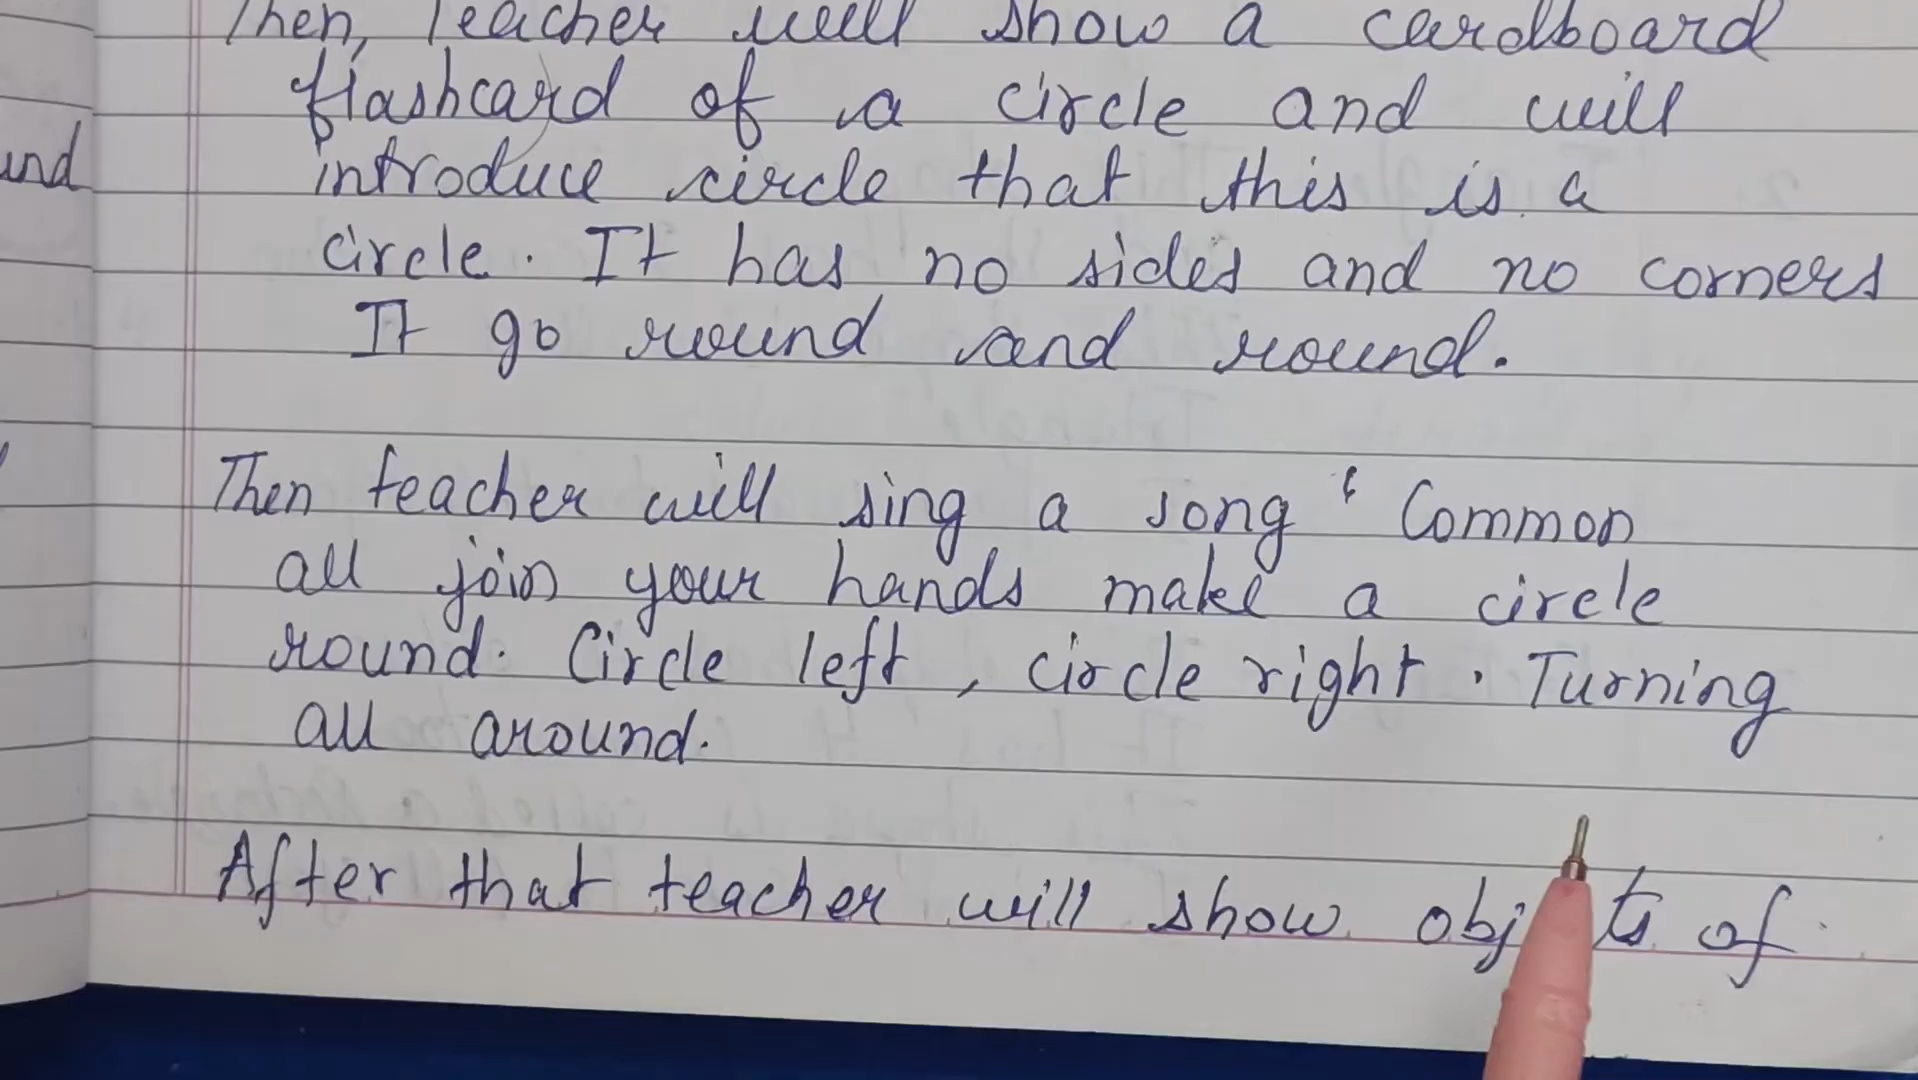 und
Then, Teacher will show a cardboard
flashcard of a circle and will
introduce circle that this is a
circle. It has no sides and no corners
It go round and round.
Then teacher will sing a song ‘ Common
all join your hands make a circle
round. Circle left, circle right. Turning
all around.
After that teacher will show of